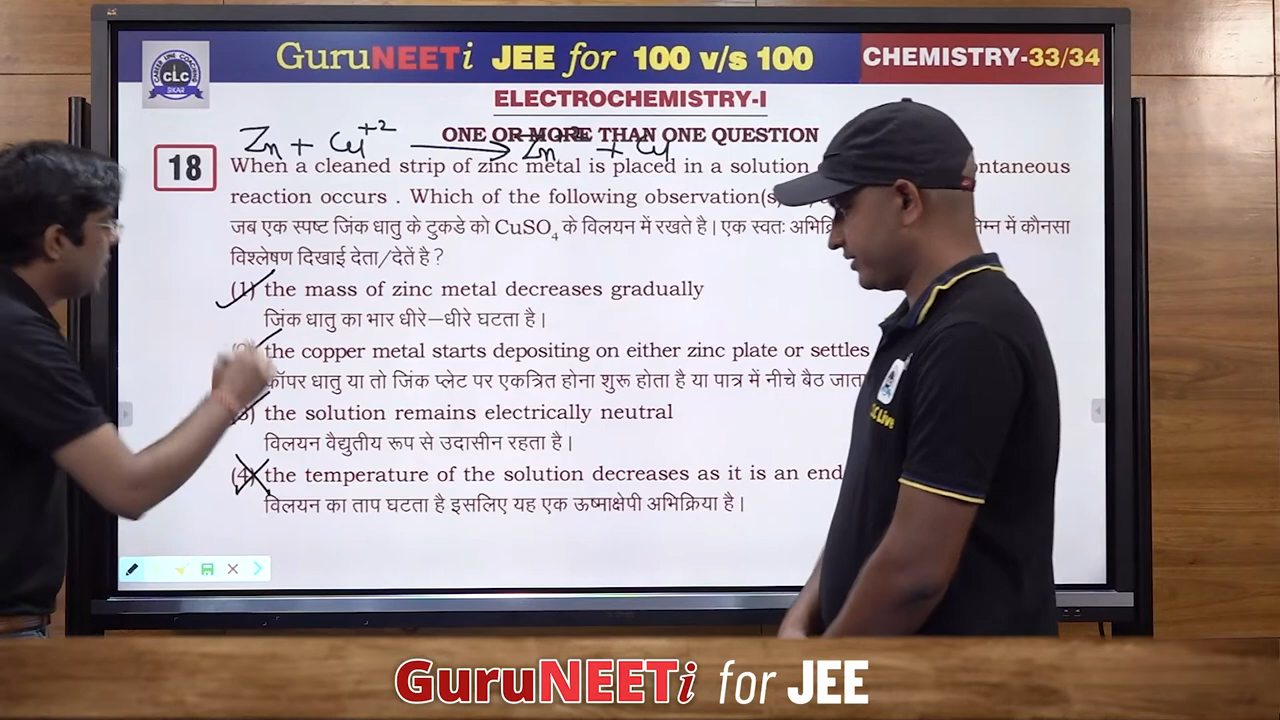 CLC
SIKAR
GuruNEETi JEE for 100 v/s 100
CHEMISTRY-33/34
ELECTROCHEMISTRY-I
ONE OR MORE THAN ONE QUESTION
Zn + Cu+2 → Zn+2 + Cu
18
When a cleaned strip of zinc metal is placed in a solution ntaneous
reaction occurs . Which of the following observation(s
जब एक स्पष्ट जिंक धातु के टुकडे को CuSO4 के विलयन में रखते है। एक स्वतः में कौनसा
विश्लेषण दिखाई देता/देतें है ?
(1) the mass of zinc metal decreases gradually
जिंक धातु का भार धीरे–धीरे घटता है।
the copper metal starts depositing on either zinc plate or settles
कॉपर धातु या तो जिंक प्लेट पर एकत्रित होना शुरू होता है या पात्र में नीचे बैठ जाता
3) the solution remains electrically neutral
विलयन वैद्युतीय रूप से उदासीन रहता है।
(4) the temperature of the solution decreases as it is an end
विलयन का ताप घटता है इसलिए यह एक ऊष्माक्षेपी अभिक्रिया है।
Live
GuruNEETi for JEE